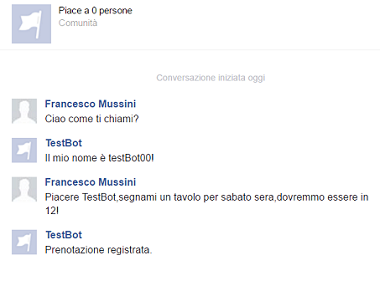 Piace a 0 persone
Comunità
Conversazione iniziata oggi
Francesco Mussini
Ciao come ti chiami?
TestBot
Il mio nome è testBot00!
Francesco Mussini
Piacere TestBot,segnami un tavolo per sabato sera,dovremmo essere in
12!
TestBot
Prenotazione registrata.